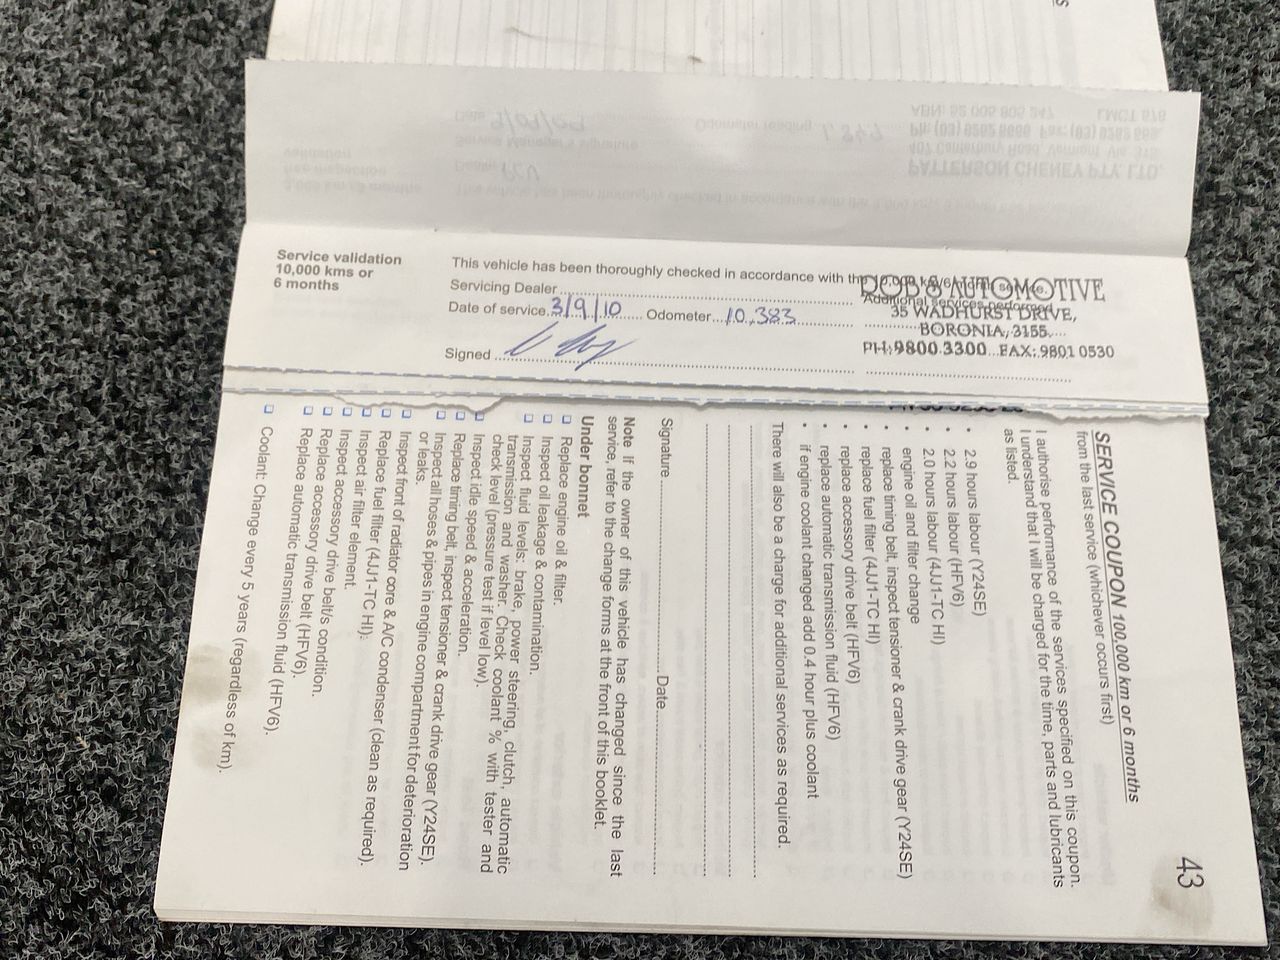 Service validation
10,000 kms or
6 months
This vehicle has been thoroughly checked in accordance with the 10,000 km/6 month service.
Servicing Dealer
Date of service 3/9/10 Odometer 10,383
Signed
Additional services performed
DOBS AUTOMOTIVE
35 WADHURST DRIVE,
BORONIA, 3155.
PH: 9800 3300 FAX: 9801 0530
43
SERVICE COUPON 100,000 km or 6 months
from the last service (whichever occurs first)
I authorise performance of the services specified on this coupon.
I understand that I will be charged for the time, parts and lubricants
as listed.
• 2.9 hours labour (Y24SE)
• 2.2 hours labour (HFV6)
• 2.0 hours labour (4JJ1-TC HI)
• engine oil and filter change
• replace timing belt, inspect tensioner & crank drive gear (Y24SE)
• replace fuel filter (4JJ1-TC HI)
• replace accessory drive belt (HFV6)
• replace automatic transmission fluid (HFV6)
• if engine coolant changed add 0.4 hour plus coolant
There will also be a charge for additional services as required.
Signature Date
Note If the owner of this vehicle has changed since the last
service, refer to the change forms at the front of this booklet.
Under bonnet
Replace engine oil & filter.
Inspect oil leakage & contamination.
Inspect fluid levels: brake, power steering, clutch, automatic
transmission and washer. Check coolant % with tester and
check level (pressure test if level low).
Inspect idle speed & acceleration.
Replace timing belt, inspect tensioner & crank drive gear (Y24SE).
Inspect all hoses & pipes in engine compartment for deterioration
or leaks.
Inspect front of radiator core & A/C condenser (clean as required).
Replace fuel filter (4JJ1-TC HI):
Inspect air filter element.
Inspect accessory drive belt/s condition.
Replace accessory drive belt (HFV6).
Replace automatic transmission fluid (HFV6).
Coolant: Change every 5 years (regardless of km).